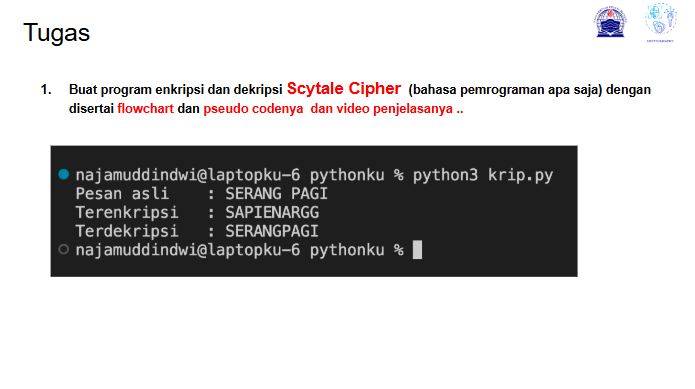 Tugas
1. Buat program enkripsi dan dekripsi Scytale Cipher (bahasa pemrograman apa saja) dengan
disertai flowchart dan pseudo codenya dan video penjelasanya ..
najamuddindwi@laptopku-6 pythonku % python3 krip.py
Pesan asli : SERANG PAGI
Terenkripsi : SAPIENARGG
Terdekripsi : SERANGPAGI
najamuddindwi@laptopku-6 pythonku %